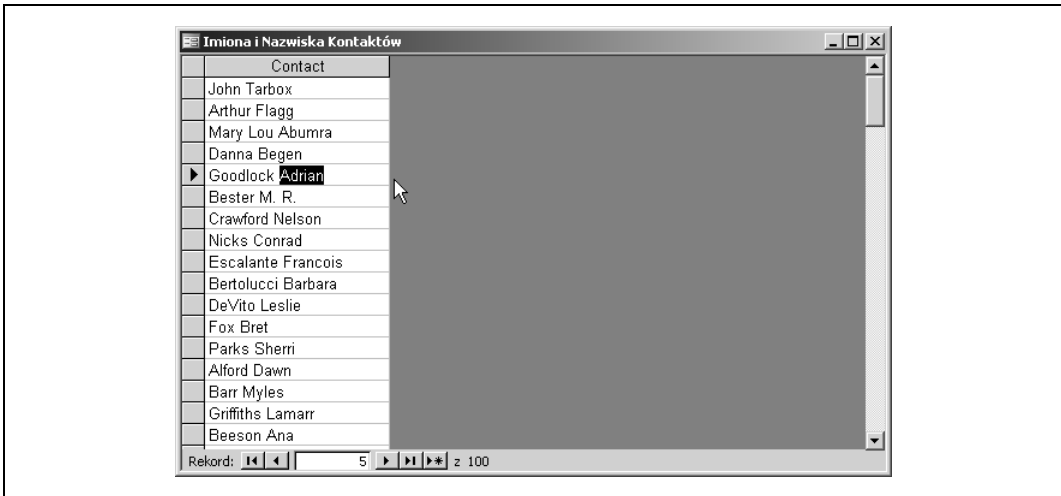 Imiona i Nazwiska Kontaktów
Contact
John Tarbox
Arthur Flagg
Mary Lou Abumra
Danna Begen
Goodlock Adrian
Bester M. R.
Crawford Nelson
Nicks Conrad
Escalante Francois
Bertolucci Barbara
DeVito Leslie
Fox Bret
Parks Sherri
Alford Dawn
Barr Myles
Griffiths Lamarr
Beeson Ana
Rekord: 5 z 100